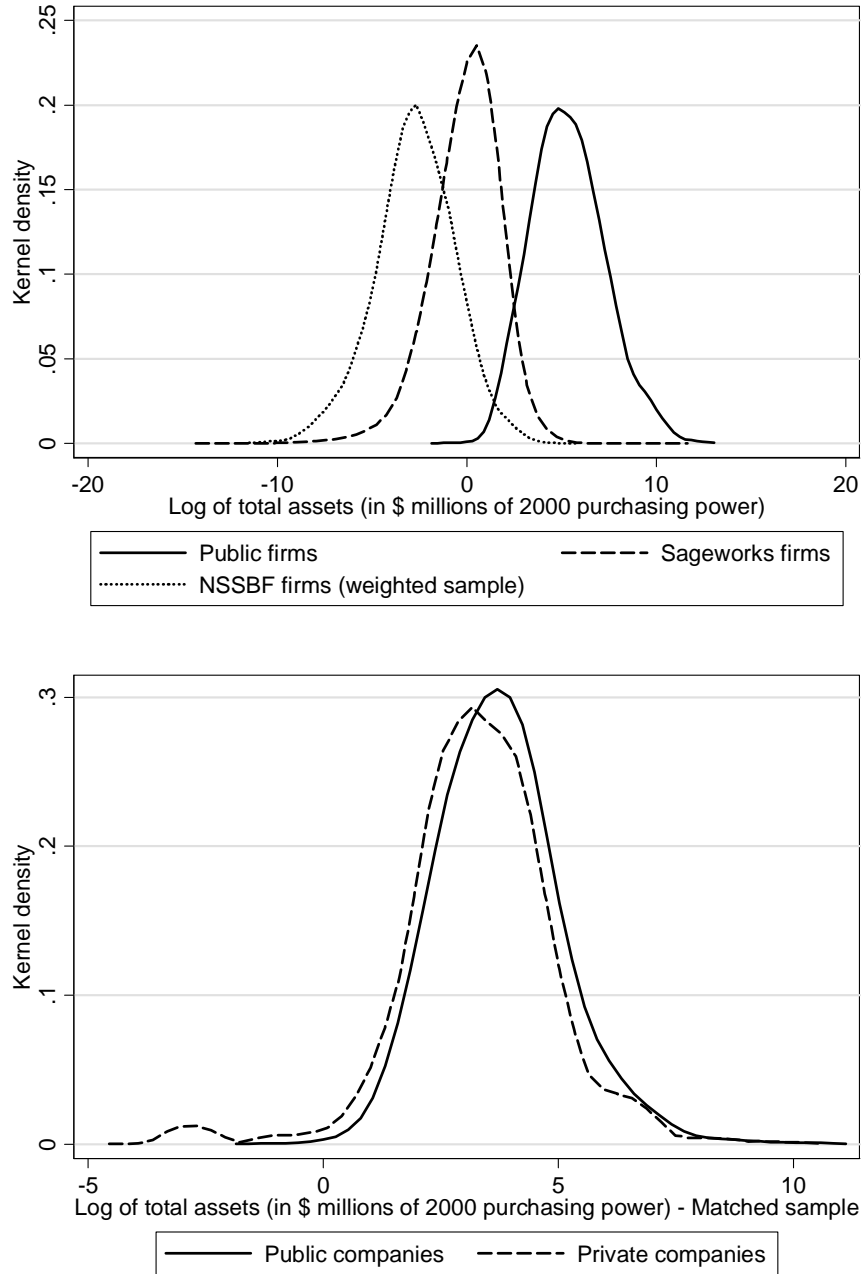 .25
.2
.15
.1
.05
0
Kernel density
-20 -10 0 10 20
Log of total assets (in $ millions of 2000 purchasing power)
Public firms Sageworks firms
NSSBF firms (weighted sample)
.3
.2
.1
0
Kernel density
-5 0 5 10
Log of total assets (in $ millions of 2000 purchasing power) - Matched sample
Public companies Private companies